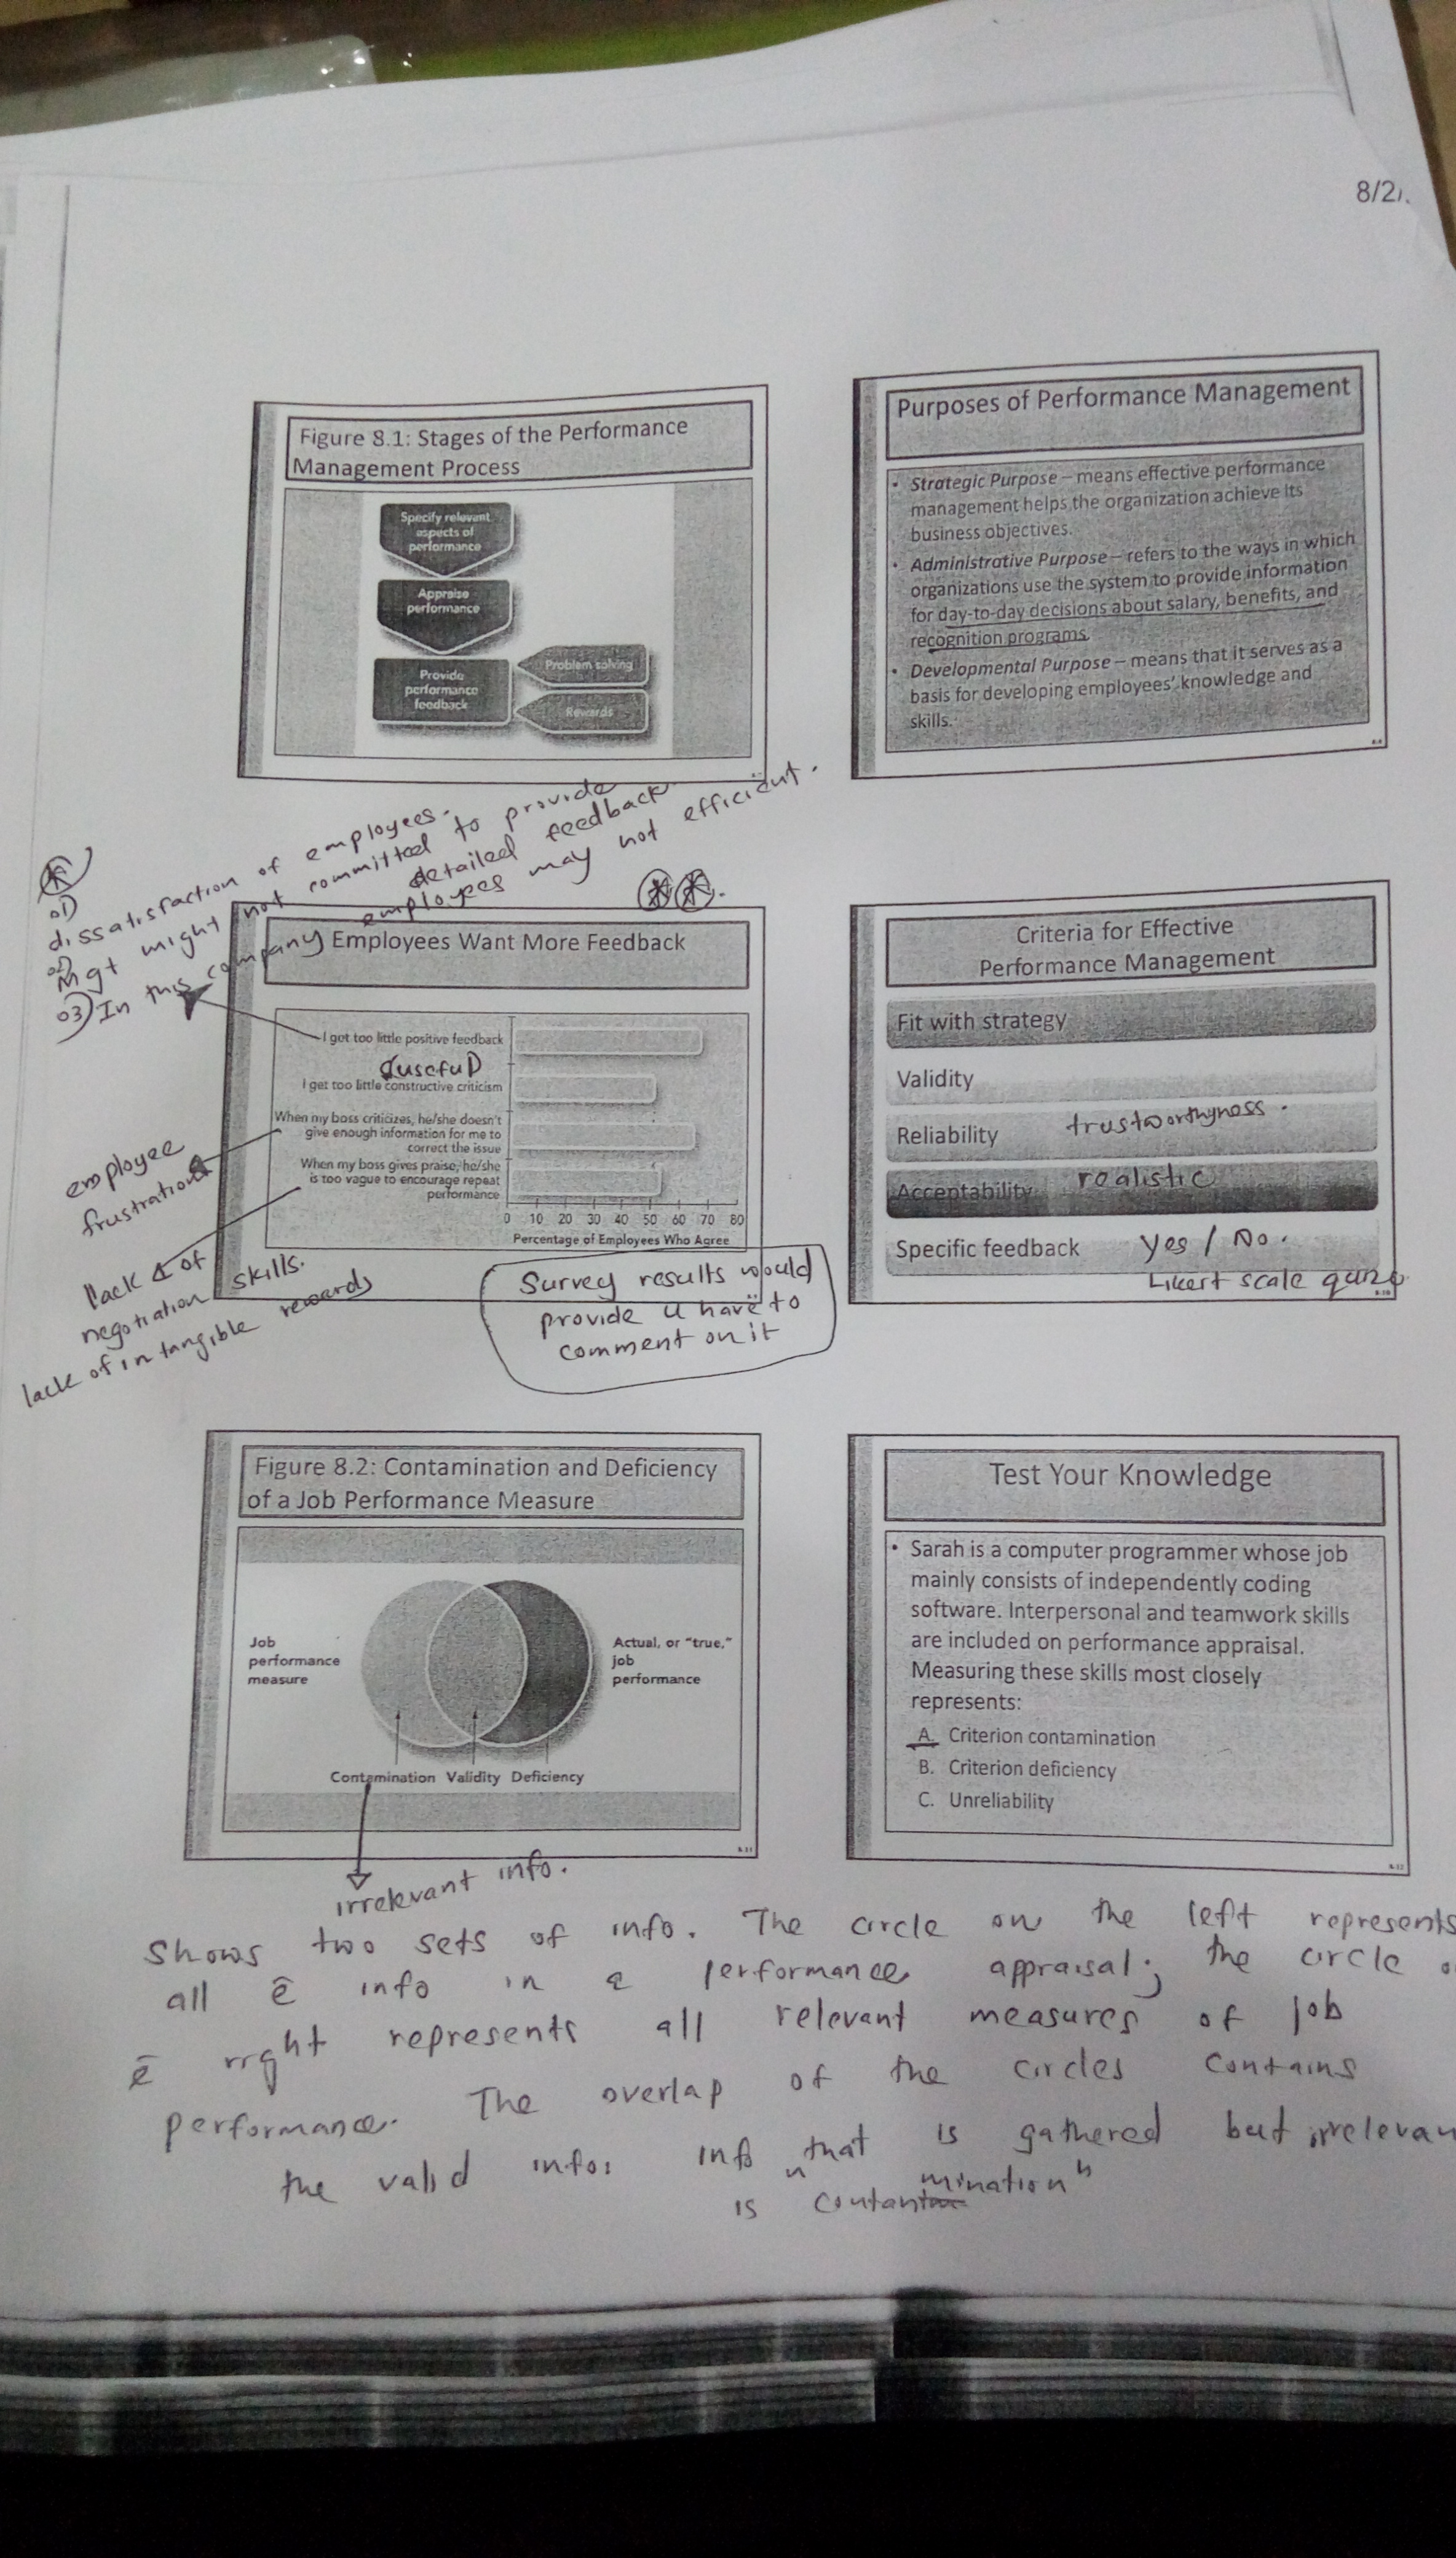 8/2
Figure 8.1: Stages of the Performance
Management Process
Specify relevant
aspects of
performance
Appraise
performance
Provide
performance
feedback
Problem solving
Rewards
Purposes of Performance Management
• Strategic Purpose – means effective performance
management helps the organization achieve its
business objectives.
• Administrative Purpose – refers to the ways in which
organizations use the system to provide information
for day-to-day decisions about salary, benefits, and
recognition programs.
• Developmental Purpose – means that it serves as a
basis for developing employees' knowledge and
skills.
01)
dissatisfaction of employees.
02)
Mgt might not committed to provide
detailed feedback
03) In this company employees may not efficient.
Employees Want More Feedback
I get too little positive feedback
(useful)
I get too little constructive criticism
When my boss criticizes, he/she doesn't
give enough information for me to
correct the issue
When my boss gives praise, he/she
is too vague to encourage repeat
performance
0 10 20 30 40 50 60 70 80
Percentage of Employees Who Agree
employee
frustration
lack of
negotiation skills.
lack of intangible rewards
Survey results would
provide u have to
comment on it
Criteria for Effective
Performance Management
Fit with strategy
Validity
Reliability trustworthyness.
Acceptability realistic
Specific feedback Yes / No.
Likert scale
Figure 8.2: Contamination and Deficiency
of a Job Performance Measure
Job
performance
measure
Actual, or "true,"
job
performance
Contamination Validity Deficiency
8-11
irrelevant info.
Test Your Knowledge
• Sarah is a computer programmer whose job
mainly consists of independently coding
software. Interpersonal and teamwork skills
are included on performance appraisal.
Measuring these skills most closely
represents:
A. Criterion contamination
B. Criterion deficiency
C. Unreliability
8-12
Shows two sets of info. The circle on the left represents
all ē info in a performance appraisal; the circle
ē right represents all relevant measures of job
performance. The overlap of the circles contains
the valid info: info that is gathered but irrelevan
is "contamination"